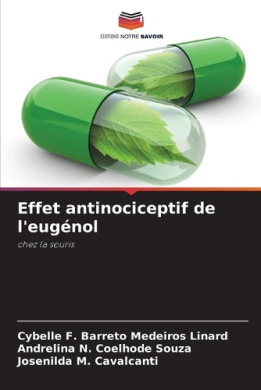 EDITIONS NOTRE SAVOIR
Effet antinociceptif de
l'eugénol
chez la souris
Cybelle F. Barreto Medeiros Linard
Andrelina N. Coelhode Souza
Josenilda M. Cavalcanti